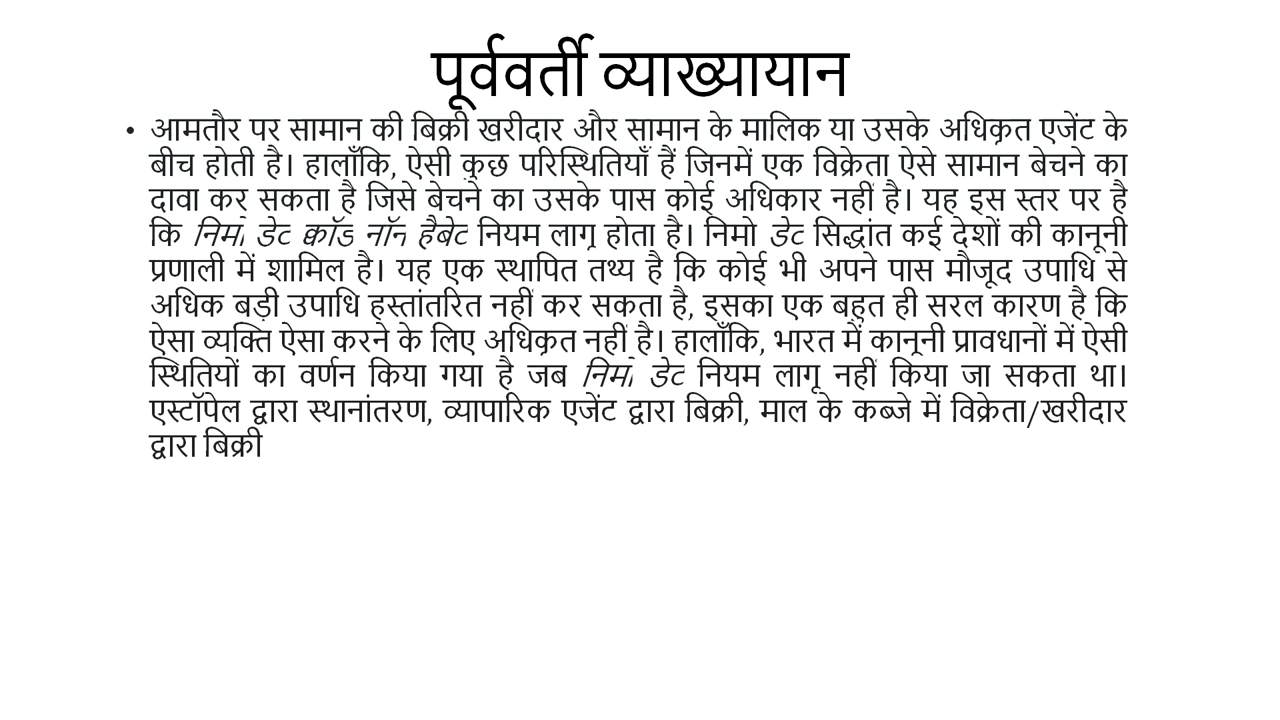 पूर्ववर्ती व्याख्यायान
• आमतौर पर सामान की बिक्री खरीदार और सामान के मालिक या उसके अधिकृत एजेंट के
बीच होती है। हालाँकि, ऐसी कुछ परिस्थितियाँ हैं जिनमें एक विक्रेता ऐसे सामान बेचने का
दावा कर सकता है जिसे बेचने का उसके पास कोई अधिकार नहीं है। यह इस स्तर पर है
कि निमो डेट क्वॉड नॉन हैबेट नियम लागू होता है। निमो डेट सिद्धांत कई देशों की कानूनी
प्रणाली में शामिल है। यह एक स्थापित तथ्य है कि कोई भी अपने पास मौजूद उपाधि से
अधिक बड़ी उपाधि हस्तांतरित नहीं कर सकता है, इसका एक बहुत ही सरल कारण है कि
ऐसा व्यक्ति ऐसा करने के लिए अधिकृत नहीं है। हालाँकि, भारत में कानूनी प्रावधानों में ऐसी
स्थितियों का वर्णन किया गया है जब निमो डेट नियम लागू नहीं किया जा सकता था।
एस्टॉपेल द्वारा स्थानांतरण, व्यापारिक एजेंट द्वारा बिक्री, माल के कब्जे में विक्रेता/खरीदार
द्वारा बिक्री